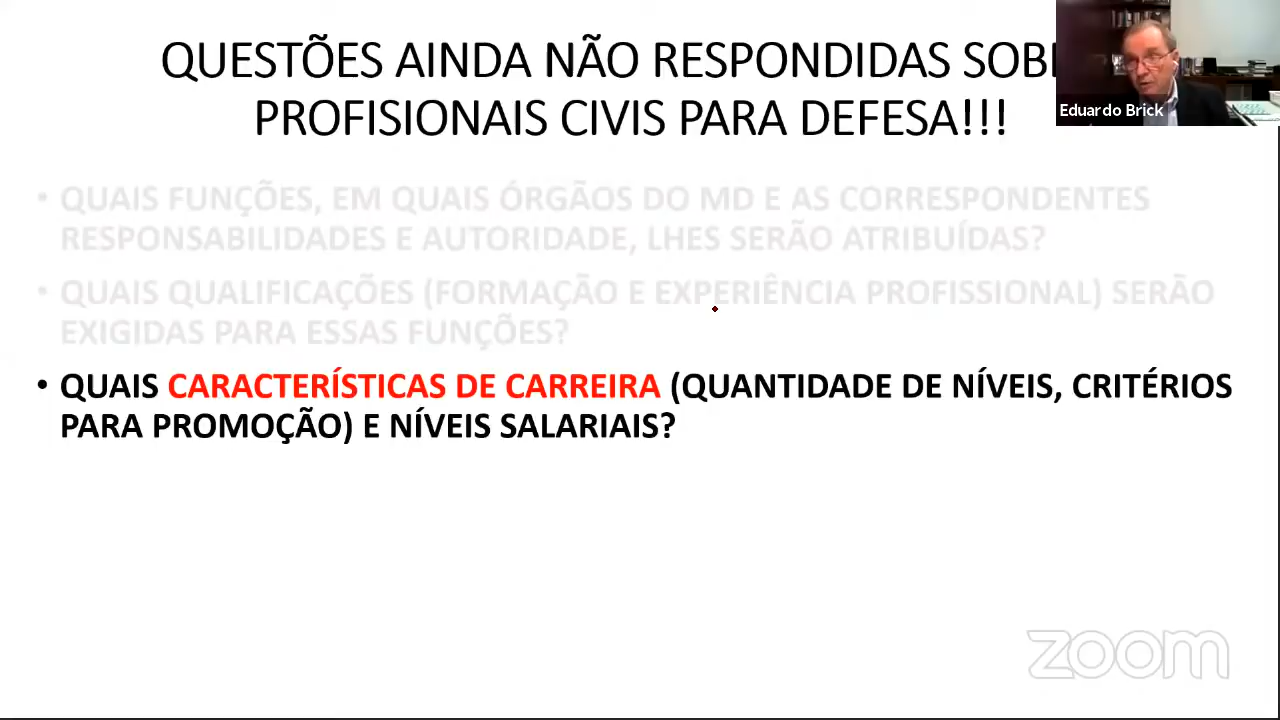 QUESTÕES AINDA NÃO RESPONDIDAS
PROFISIONAIS CIVIS PARA DEFESA!!!
Eduardo Brick
• QUAIS FUNÇÕES, EM QUAIS ÓRGÃOS DO MD E AS CORRESPONDENTES
RESPONSABILIDADES E AUTORIDADE, LHES SERÃO ATRIBUÍDAS?
• QUAIS QUALIFICAÇÕES (FORMAÇÃO E EXPERIÊNCIA PROFISSIONAL) SERÃO
EXIGIDAS PARA ESSAS FUNÇÕES?
• QUAIS CARACTERÍSTICAS DE CARREIRA (QUANTIDADE DE NÍVEIS, CRITÉRIOS
PARA PROMOÇÃO) E NÍVEIS SALARIAIS?
zoom